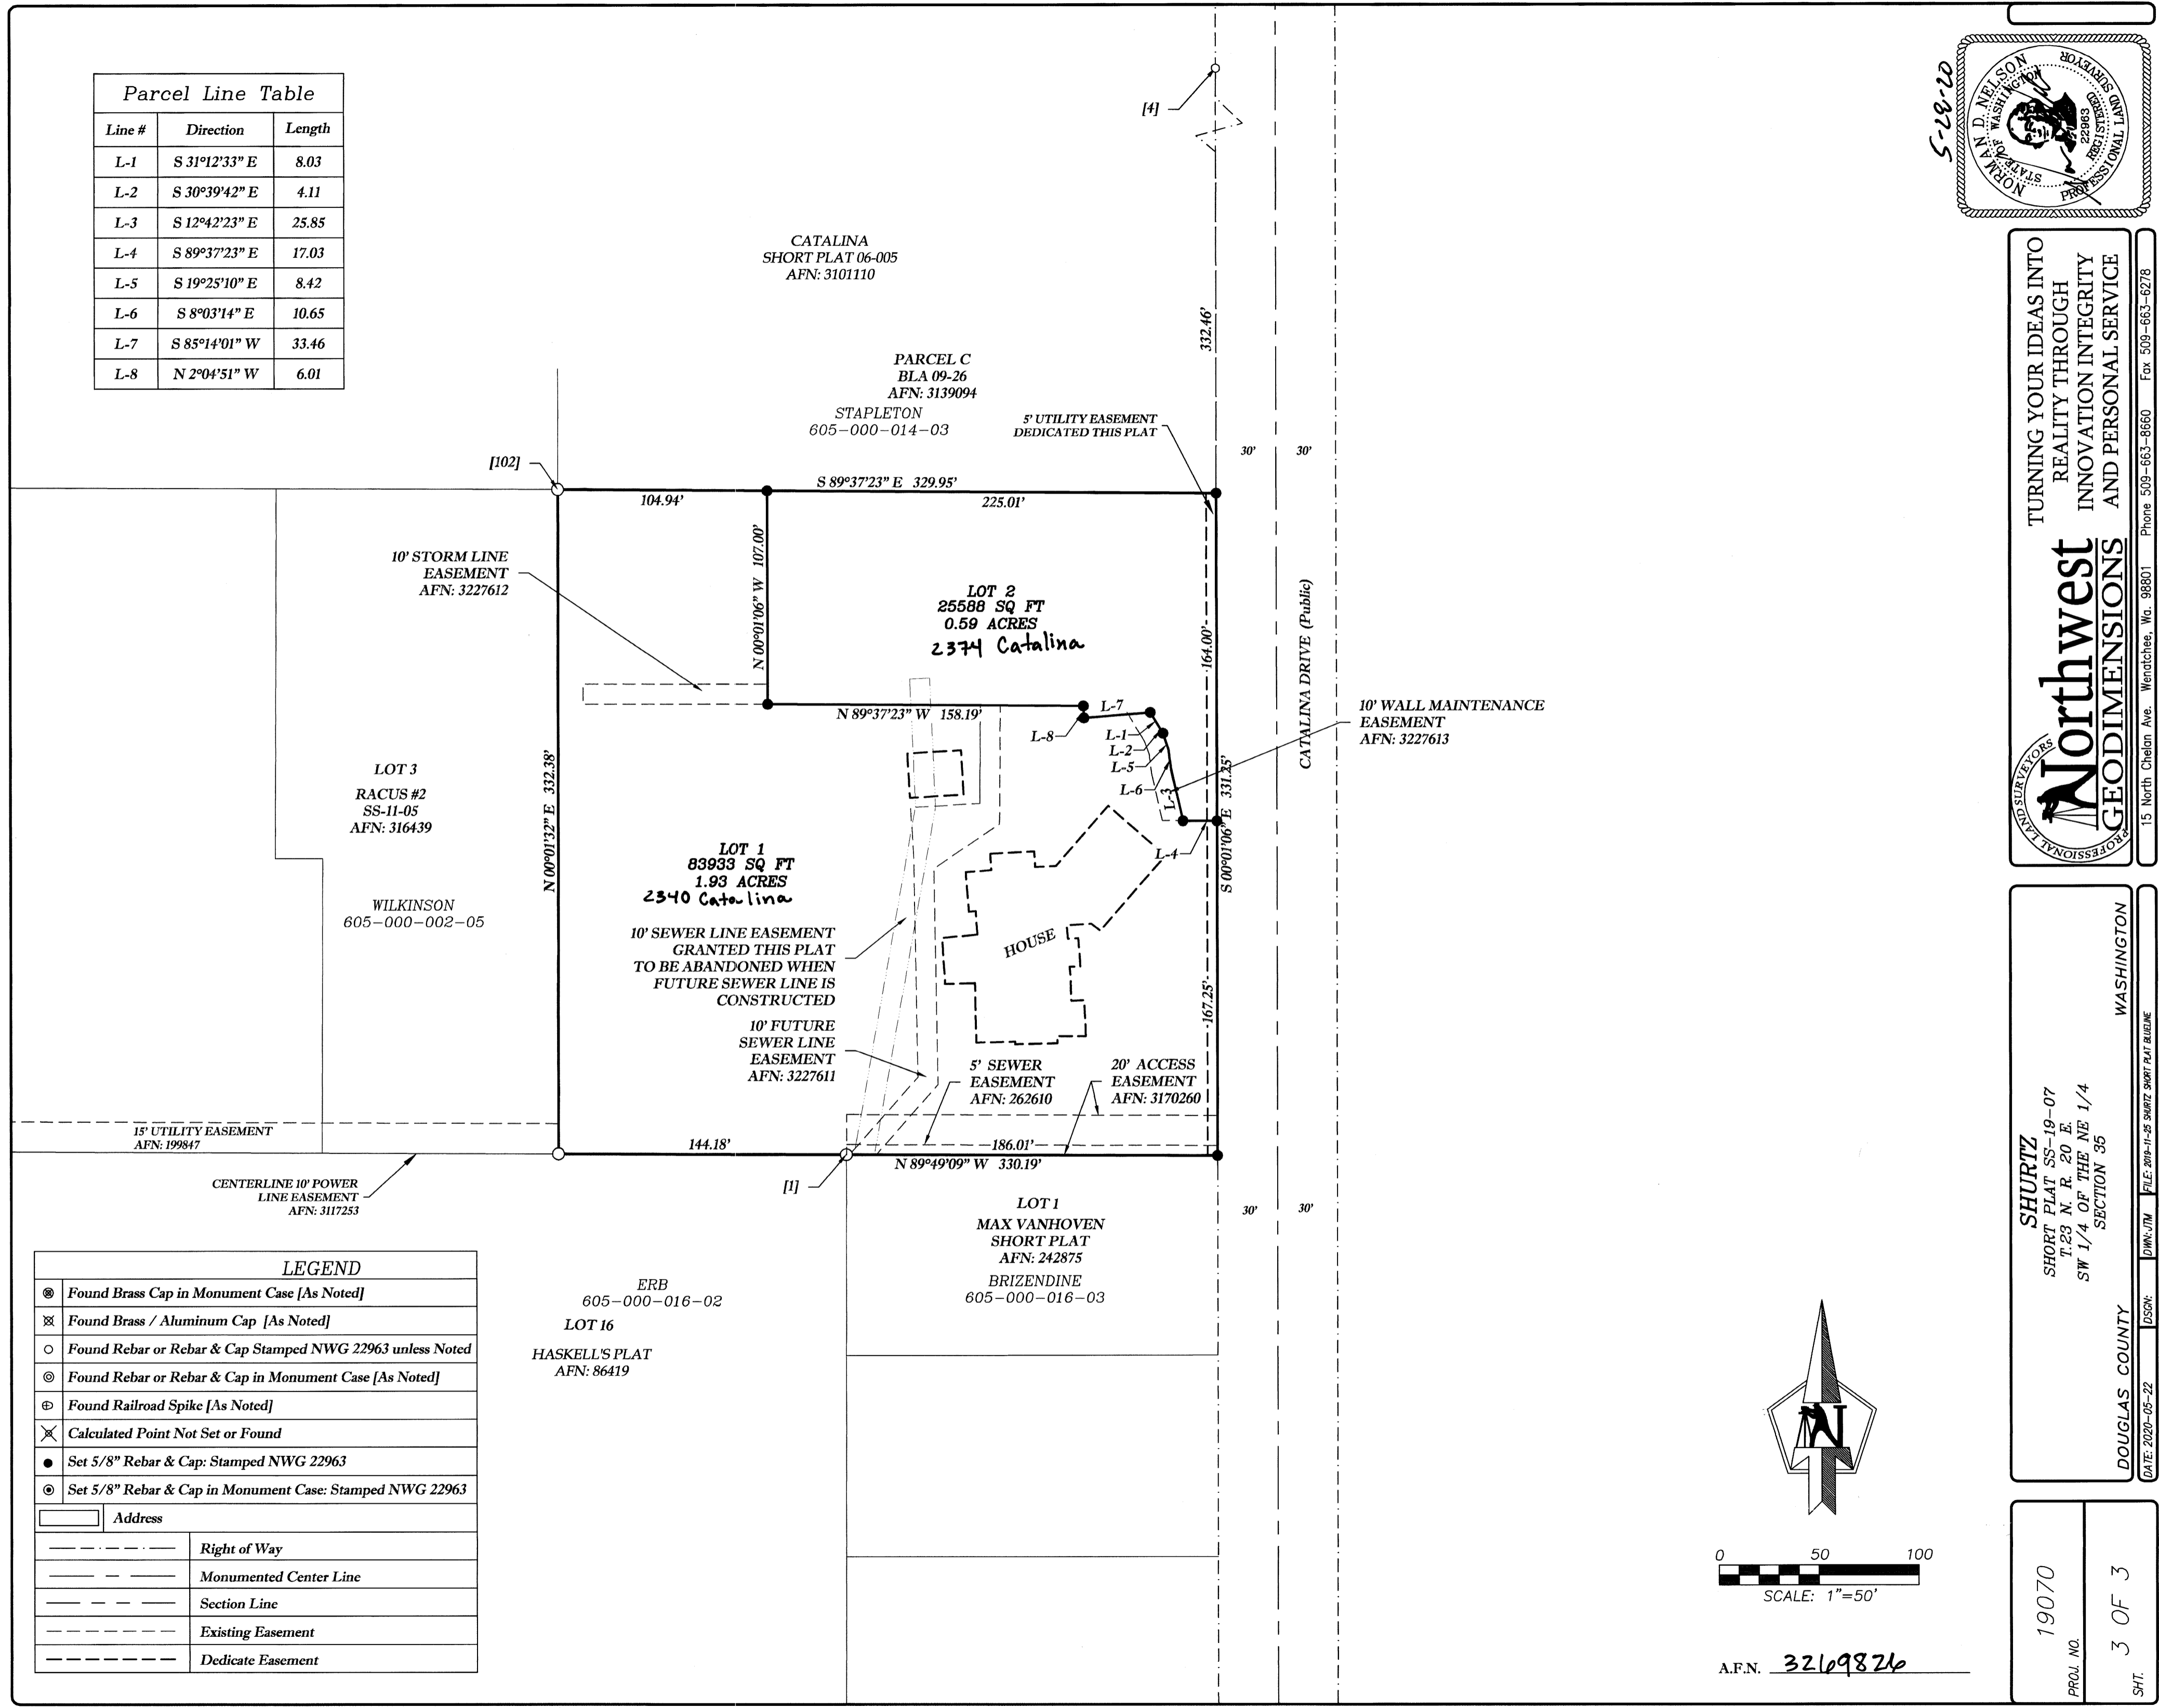 Parcel Line Table
Line # Direction Length
L-1 S 31°12'33" E 8.03
L-2 S 30°39'42" E 4.11
L-3 S 12°42'23" E 25.85
L-4 S 89°37'23" E 17.03
L-5 S 19°25'10" E 8.42
L-6 S 8°03'14" E 10.65
L-7 S 85°14'01" W 33.46
L-8 N 2°04'51" W 6.01
[4]
CATALINA
SHORT PLAT 06-005
AFN: 3101110
332.46'
PARCEL C
BLA 09-26
AFN: 3139094
STAPLETON
605-000-014-03
5' UTILITY EASEMENT
DEDICATED THIS PLAT
30' 30'
[102]
S 89°37'23" E 329.95'
104.94'
225.01'
10' STORM LINE
EASEMENT
AFN: 3227612
N 00°01'06" W 107.00'
LOT 2
25588 SQ FT
0.59 ACRES
2374 Catalina
164.00'
CATALINA DRIVE (Public)
N 89°37'23" W 158.19'
L-7
L-8
L-1
L-2
L-5
L-6
L-3
L-4
10' WALL MAINTENANCE
EASEMENT
AFN: 3227613
S 00°01'06" E 331.25'
N 00°01'32" E 332.38'
LOT 3
RACUS #2
SS-11-05
AFN: 316439
WILKINSON
605-000-002-05
LOT 1
83933 SQ FT
1.93 ACRES
2340 Catalina
10' SEWER LINE EASEMENT
GRANTED THIS PLAT
TO BE ABANDONED WHEN
FUTURE SEWER LINE IS
CONSTRUCTED
HOUSE
167.25'
10' FUTURE
SEWER LINE
EASEMENT
AFN: 3227611
5' SEWER
EASEMENT
AFN: 262610
20' ACCESS
EASEMENT
AFN: 3170260
15' UTILITY EASEMENT
AFN: 199847
144.18'
186.01'
N 89°49'09" W 330.19'
[1]
CENTERLINE 10' POWER
LINE EASEMENT
AFN: 3117253
LOT 1
MAX VANHOVEN
SHORT PLAT
AFN: 242875
BRIZENDINE
605-000-016-03
30' 30'
ERB
605-000-016-02
LOT 16
HASKELL'S PLAT
AFN: 86419
LEGEND
Found Brass Cap in Monument Case [As Noted]
Found Brass / Aluminum Cap [As Noted]
Found Rebar or Rebar & Cap Stamped NWG 22963 unless Noted
Found Rebar or Rebar & Cap in Monument Case [As Noted]
Found Railroad Spike [As Noted]
Calculated Point Not Set or Found
Set 5/8" Rebar & Cap: Stamped NWG 22963
Set 5/8" Rebar & Cap in Monument Case: Stamped NWG 22963
Address
Right of Way
Monumented Center Line
Section Line
Existing Easement
Dedicate Easement
N
0 50 100
SCALE: 1"=50'
A.F.N. 3269826
5-28-20
NORMAN D. NELSON
STATE OF WASHINGTON
22963
REGISTERED
PROFESSIONAL LAND SURVEYOR
TURNING YOUR IDEAS INTO
REALITY THROUGH
INNOVATION INTEGRITY
AND PERSONAL SERVICE
Northwest
GEODIMENSIONS
PROFESSIONAL LAND SURVEYORS
15 North Chelan Ave. Wenatchee, Wa. 98801 Phone 509-663-8660 Fax 509-663-6278
SHURTZ
SHORT PLAT SS-19-07
T.23 N. R. 20 E.
SW 1/4 OF THE NE 1/4
SECTION 35
DOUGLAS COUNTY WASHINGTON
DATE: 2020-05-22 DSGN: DWN: JTM FILE: 2019-11-25 SHURTZ SHORT PLAT BLUELINE
PROJ. NO. 19070
SHT. 3 OF 3